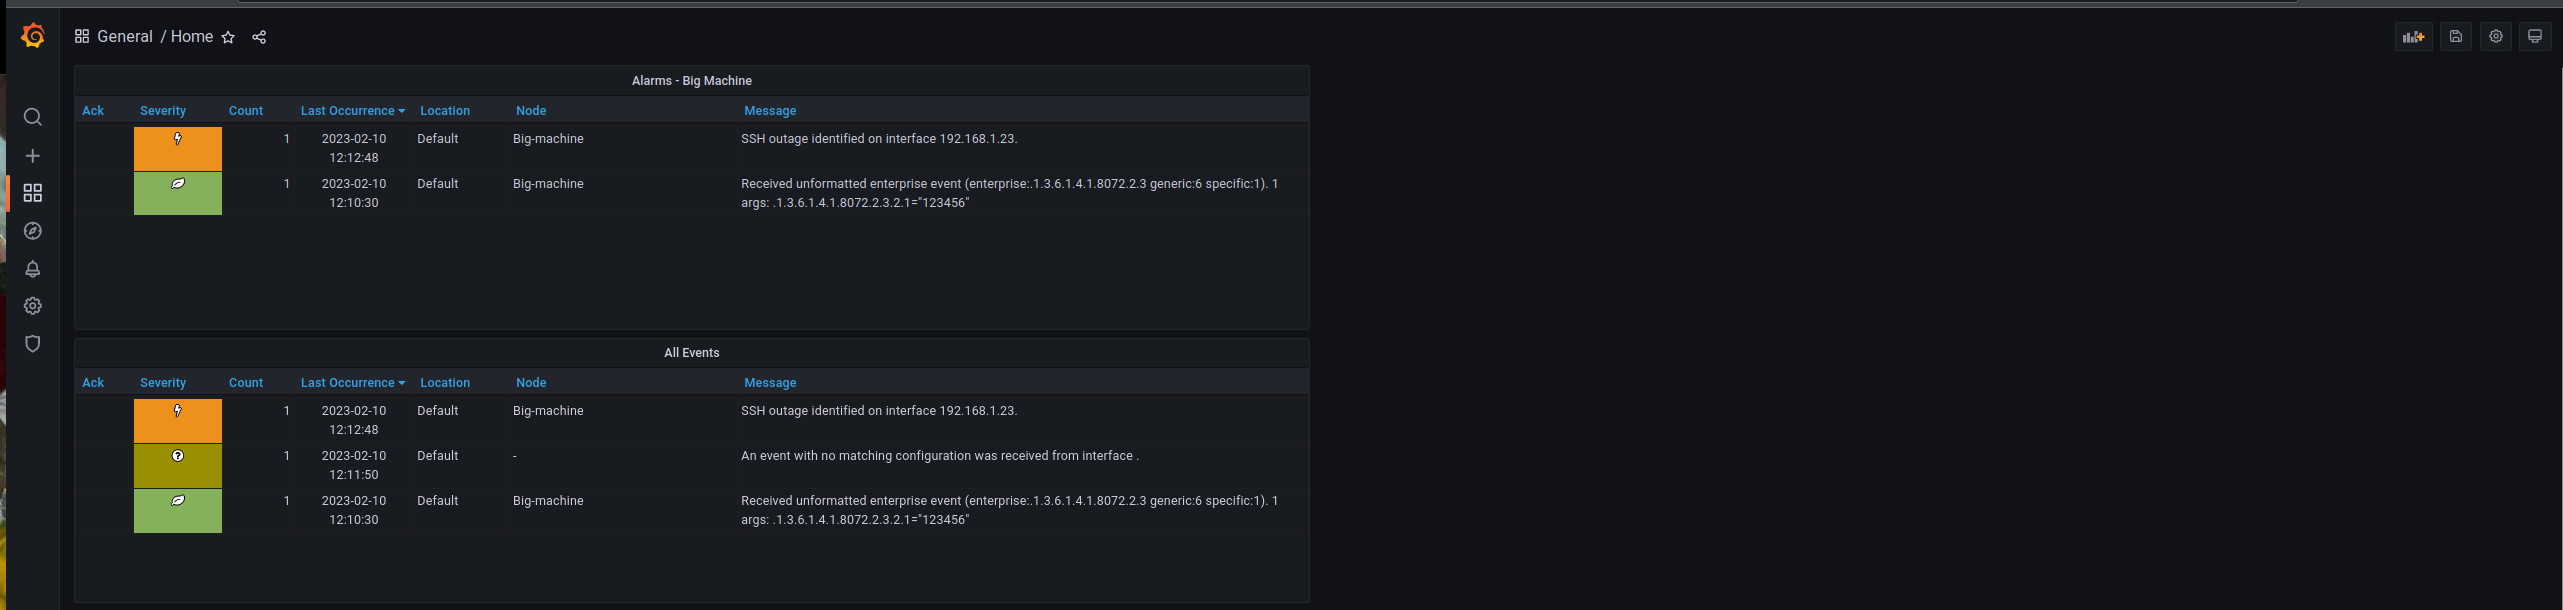 General / Home
Alarms - Big Machine
Ack Severity Count Last Occurrence Location Node Message
1 2023-02-10 Default Big-machine SSH outage identified on interface 192.168.1.23.
12:12:48
1 2023-02-10 Default Big-machine Received unformatted enterprise event (enterprise:.1.3.6.1.4.1.8072.2.3 generic:6 specific:1). 1
12:10:30 args: .1.3.6.1.4.1.8072.2.3.2.1="123456"
All Events
Ack Severity Count Last Occurrence Location Node Message
1 2023-02-10 Default Big-machine SSH outage identified on interface 192.168.1.23.
12:12:48
1 2023-02-10 Default - An event with no matching configuration was received from interface .
12:11:50
1 2023-02-10 Default Big-machine Received unformatted enterprise event (enterprise:.1.3.6.1.4.1.8072.2.3 generic:6 specific:1). 1
12:10:30 args: .1.3.6.1.4.1.8072.2.3.2.1="123456"